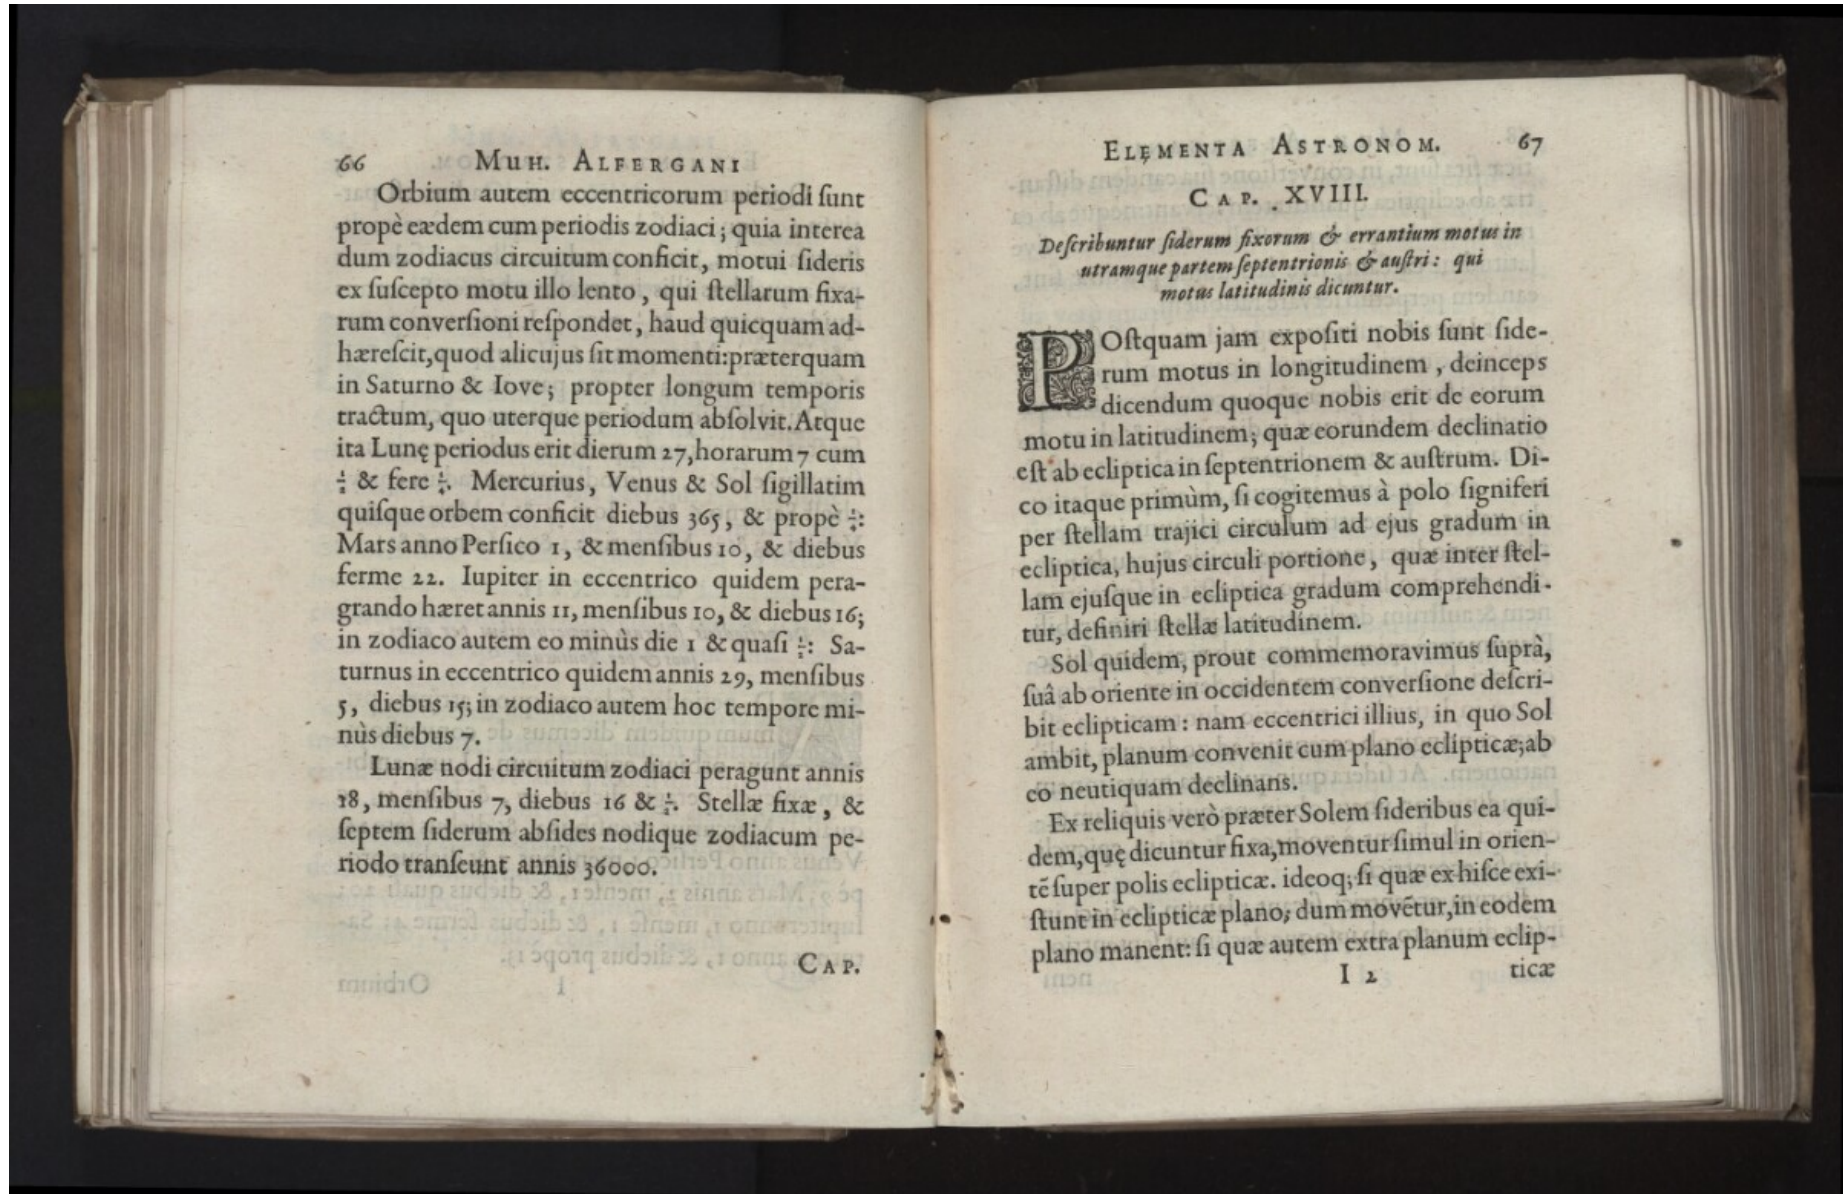 66 MUH. ALFERGANI
Orbium autem eccentricorum periodi ſunt
propè eædem cum periodis zodiaci; quia interea
dum zodiacus circuitum conficit, motui ſideris
ex ſuſcepto motu illo lento, qui ſtellarum fixa-
rum converſioni reſpondet, haud quicquam ad-
hæreſcit, quod alicujus ſit momenti: præterquam
in Saturno & Iove; propter longum temporis
tractum, quo uterque periodum abſolvit. Atque
ita Lunę periodus erit dierum 27, horarum 7 cum
& fere Mercurius, Venus & Sol ſigillatim
quiſque orbem conficit diebus 365, & propè
Mars anno Perſico 1, & menſibus 10, & diebus
ferme 22. Iupiter in eccentrico quidem pera-
grando hæret annis 11, menſibus 10, & diebus 16;
in zodiaco autem eo minùs die 1 & quaſi Sa-
turnus in eccentrico quidem annis 29, menſibus
5, diebus 15; in zodiaco autem hoc tempore mi-
nùs diebus 7.
Lunæ nodi circuitum zodiaci peragunt annis
18, menſibus 7, diebus 16 & Stellæ fixæ, &
ſeptem ſiderum abſides nodique zodiacum pe-
riodo tranſeunt annis 36000.
CAP.
ELĘMENTA ASTRONOM. 67
CAP. XVIII.
Deſcribuntur ſiderum fixorum & errantium motus in
utramque partem ſeptentrionis & auſtri: qui
motus latitudinis dicuntur.
POſtquam jam expoſiti nobis ſunt ſide-
rum motus in longitudinem, deinceps
dicendum quoque nobis erit de eorum
motu in latitudinem; quæ eorundem declinatio
eſt ab ecliptica in ſeptentrionem & auſtrum. Di-
co itaque primùm, ſi cogitemus à polo ſigniferi
per ſtellam trajici circulum ad ejus gradum in
ecliptica, hujus circuli portione, quæ inter ſtel-
lam ejuſque in ecliptica gradum comprehendi-
tur, definiri ſtellæ latitudinem.
Sol quidem, prout commemoravimus ſuprà,
ſuâ ab oriente in occidentem converſione deſcri-
bit eclipticam: nam eccentrici illius, in quo Sol
ambit, planum convenit cum plano eclipticæ; ab
eo neutiquam declinans.
Ex reliquis verò præter Solem ſideribus ea qui-
dem, quę dicuntur fixa, moventur ſimul in orien-
tē ſuper polis eclipticæ. ideoq; ſi quæ ex hiſce exi-
ſtunt in eclipticæ plano, dum movētur, in eodem
plano manent: ſi quæ autem extra planum eclip-
I 2 ticæ